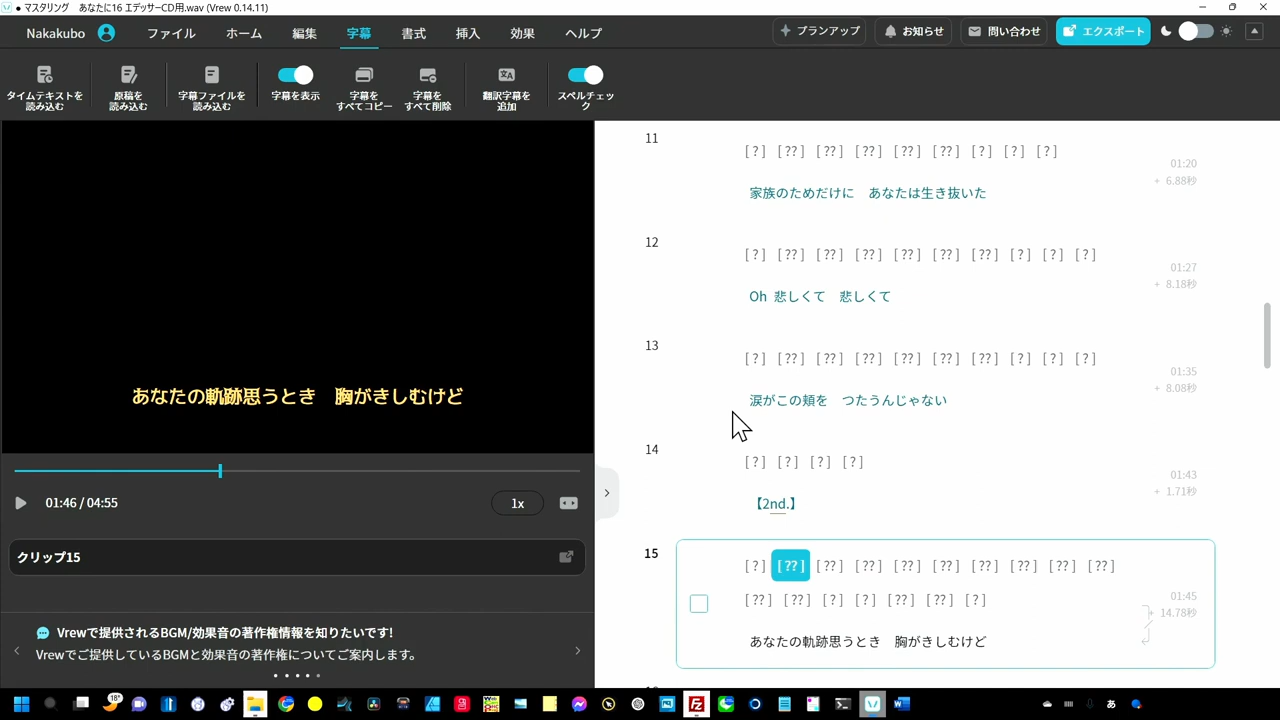 ● マスタリング　あなたに16 エデッサーCD用.wav (Vrew 0.14.11)
Nakakubo ファイル ホーム 編集 字幕 書式 挿入 効果 ヘルプ プランアップ お知らせ 問い合わせ エクスポート
タイムテキストを読み込む
原稿を読み込む
字幕ファイルを読み込む
字幕を表示
字幕をすべてコピー
字幕をすべて削除
翻訳字幕を追加
スペルチェック
あなたの軌跡思うとき　胸がきしむけど
01:46 / 04:55
1x
クリップ15
Vrewで提供されるBGM/効果音の著作権情報を知りたいです!
Vrewでご提供しているBGMと効果音の著作権についてご案内します。
11
[ ? ] [ ?? ] [ ?? ] [ ?? ] [ ?? ] [ ?? ] [ ? ] [ ? ] [ ? ]
01:20
+ 6.88秒
家族のためだけに　あなたは生き抜いた
12
[ ? ] [ ?? ] [ ?? ] [ ?? ] [ ?? ] [ ?? ] [ ?? ] [ ? ] [ ? ] [ ? ]
01:27
+ 8.18秒
Oh 悲しくて　悲しくて
13
[ ? ] [ ?? ] [ ?? ] [ ?? ] [ ?? ] [ ?? ] [ ?? ] [ ? ] [ ? ] [ ? ]
01:35
+ 8.08秒
涙がこの頬を　つたうんじゃない
14
[ ? ] [ ? ] [ ? ] [ ? ]
01:43
+ 1.71秒
【2nd.】
15
[ ? ] [ ?? ] [ ?? ] [ ?? ] [ ?? ] [ ?? ] [ ?? ] [ ?? ] [ ?? ] [ ?? ]
[ ?? ] [ ?? ] [ ? ] [ ? ] [ ?? ] [ ?? ] [ ? ]
01:45
+ 14.78秒
あなたの軌跡思うとき　胸がきしむけど
18°
あ